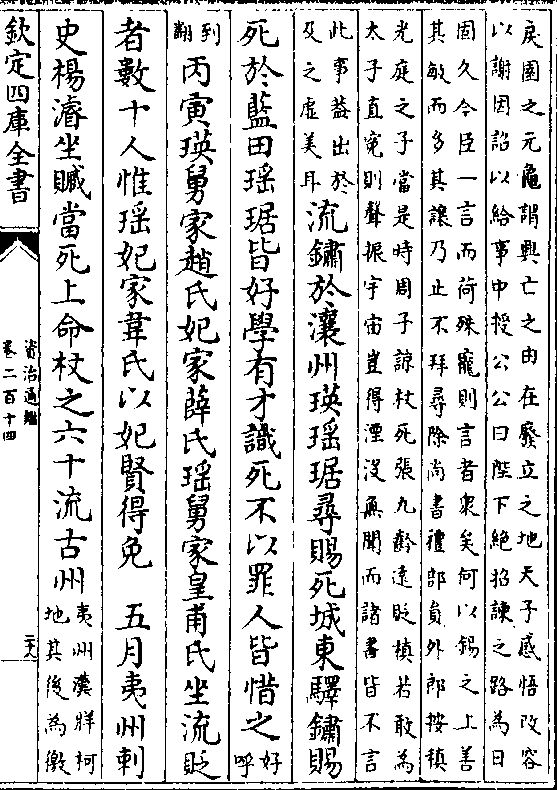 戾園之元龜謂興亡之由在廢立之地天子感悟改容
以謝因詔以給事中授公公曰陛下絶招諫之路為日
固久今臣一言而荷殊寵則言者衆矣何以錫之上善
其敏而多其讓乃止不拜尋除尚書禮部員外郎按稹
光庭之子當是時周子諒杖死張九齡逺貶稹若敢為
太子直寃則聲振宇宙豈得湮没無聞而諸書皆不言
此事葢出於
及之虚美耳
流鏽於瀼州瑛瑶琚尋賜死城東驛鏽賜
死於藍田瑶琚皆好學有才識死不以罪人皆惜之
好
呼
到
翻
丙寅瑛舅家趙氏妃家薛氏瑶舅家皇甫氏坐流貶
者數十人惟瑶妃家韋氏以妃賢得免 五月夷州刺
史楊濬坐贓當死上命杖之六十流古州
夷州漢牂柯
地其後為徼
欽定四庫全書
資治通鑑
卷二百十四